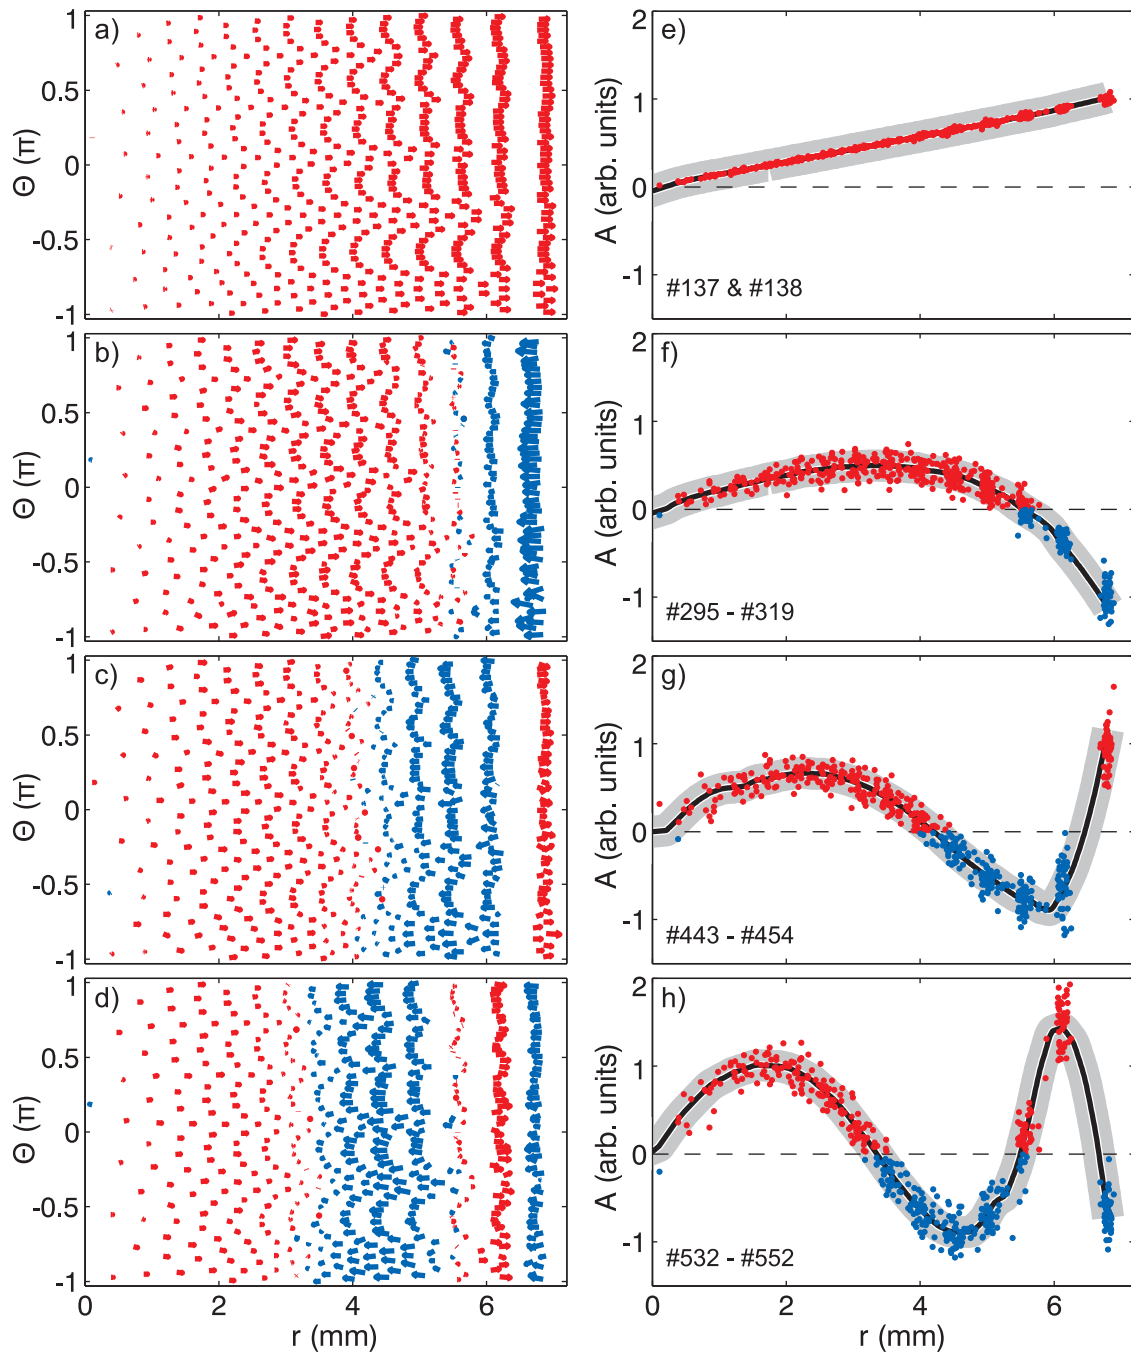 a)
1
0.5
0
-0.5
-1
Θ (π)
e)
2
1
0
-1
A (arb. units)
#137 & #138
b)
1
0.5
0
-0.5
-1
Θ (π)
f)
2
1
0
-1
A (arb. units)
#295 - #319
c)
1
0.5
0
-0.5
-1
Θ (π)
g)
2
1
0
-1
A (arb. units)
#443 - #454
d)
1
0.5
0
-0.5
-1
Θ (π)
0 2 4 6
r (mm)
h)
2
1
0
-1
A (arb. units)
#532 - #552
0 2 4 6
r (mm)